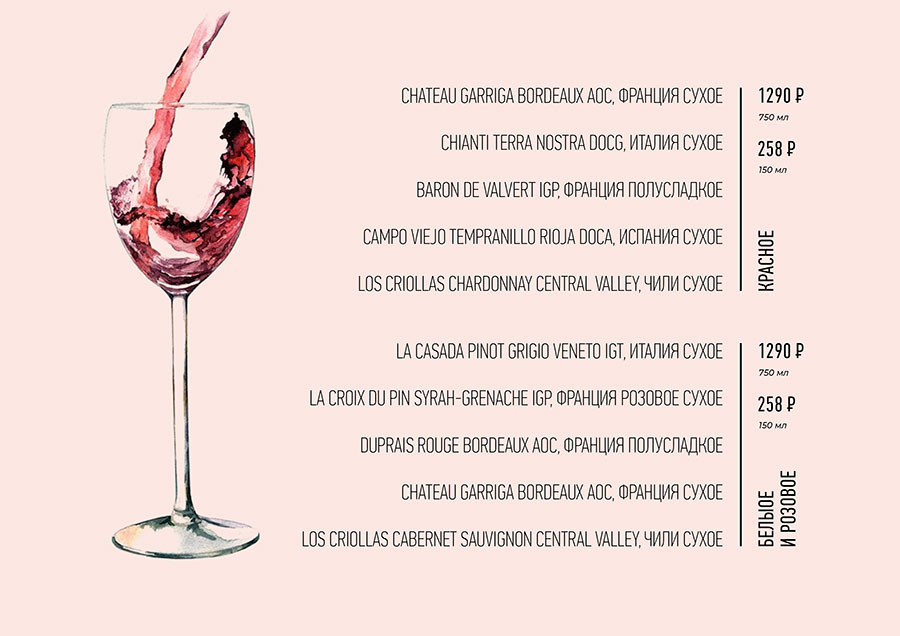 CHATEAU GARRIGA BORDEAUX AOC, ФРАНЦИЯ СУХОЕ
CHIANTI TERRA NOSTRA DOCG, ИТАЛИЯ СУХОЕ
BARON DE VALVERT IGP, ФРАНЦИЯ ПОЛУСЛАДКОЕ
CAMPO VIEJO TEMPRANILLO RIOJA DOCA, ИСПАНИЯ СУХОЕ
LOS CRIOLLAS CHARDONNAY CENTRAL VALLEY, ЧИЛИ СУХОЕ
1290 ₽
750 мл
258 ₽
150 мл
КРАСНОЕ
LA CASADA PINOT GRIGIO VENETO IGT, ИТАЛИЯ СУХОЕ
LA CROIX DU PIN SYRAH-GRENACHE IGP, ФРАНЦИЯ РОЗОВОЕ СУХОЕ
DUPRAIS ROUGE BORDEAUX AOC, ФРАНЦИЯ ПОЛУСЛАДКОЕ
CHATEAU GARRIGA BORDEAUX AOC, ФРАНЦИЯ СУХОЕ
LOS CRIOLLAS CABERNET SAUVIGNON CENTRAL VALLEY, ЧИЛИ СУХОЕ
1290 ₽
750 мл
258 ₽
150 мл
БЕЛЫОЕ
И РОЗОВОЕ